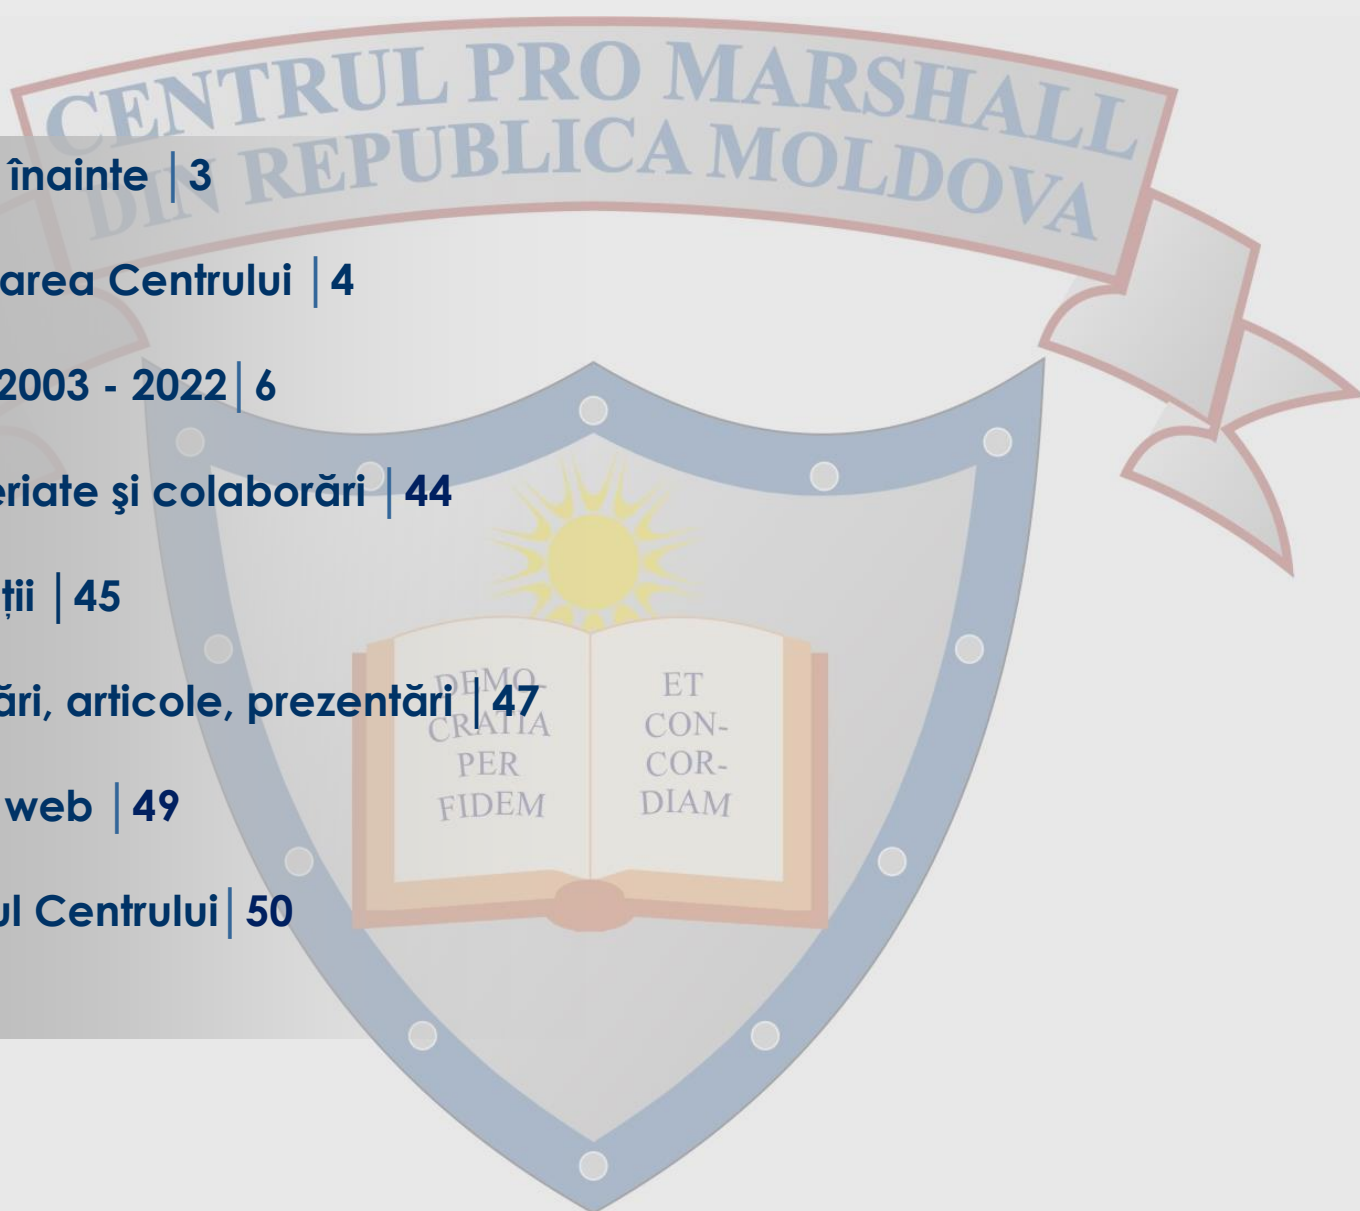 CENTRUL PRO MARSHALL
DIN REPUBLICA MOLDOVA
înainte │3
area Centrului │4
2003 - 2022│6
eriate şi colaborări │44
ții │45
ări, articole, prezentări │47
web │49
ul Centrului│50
DEMO-
CRATIA
PER
FIDEM
ET
CON-
COR-
DIAM